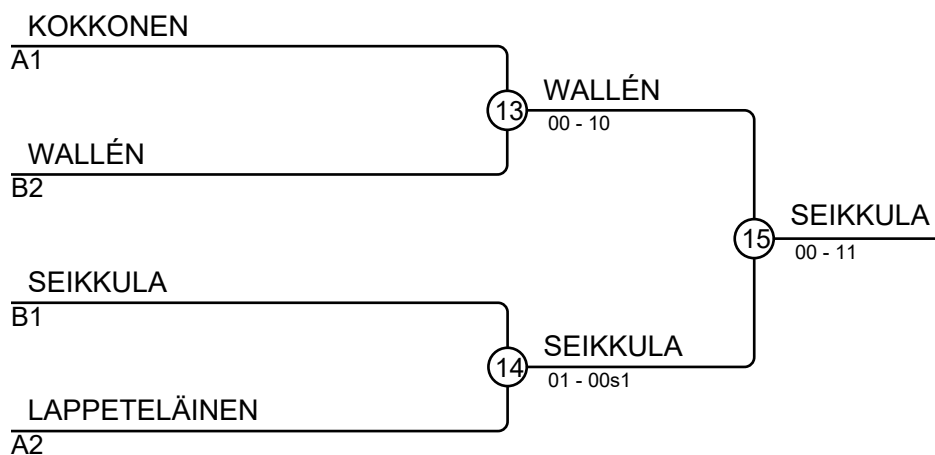 KOKKONEN
A1
13
WALLÉN
00 - 10
WALLÉN
B2
15
SEIKKULA
00 - 11
SEIKKULA
B1
14
SEIKKULA
01 - 00s1
LAPPETELÄINEN
A2